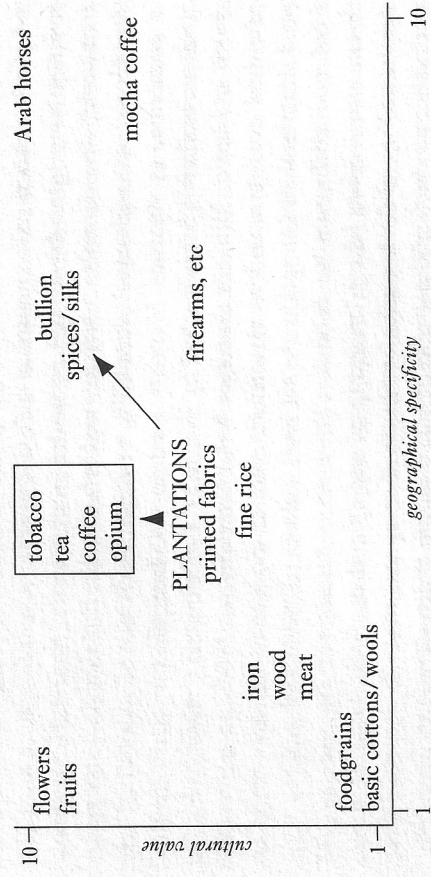 10
cultural value
1
flowers
fruits
tobacco
tea
coffee
opium
bullion
spices/silks
Arab horses
mocha coffee
PLANTATIONS
printed fabrics
fine rice
firearms, etc
iron
wood
meat
foodgrains
basic cottons/wools
1
geographical specificity
10